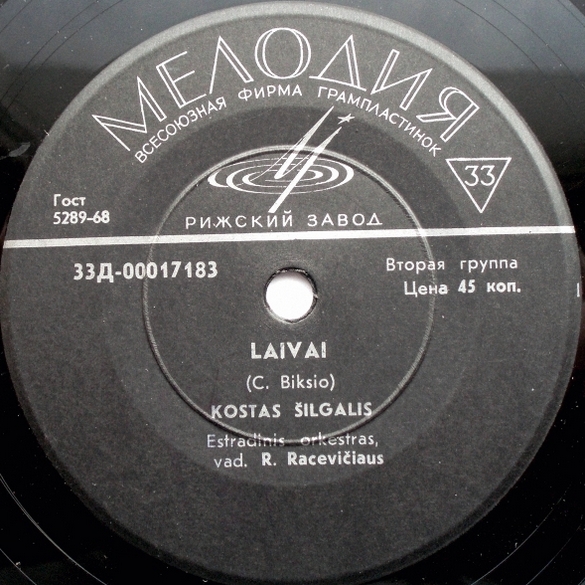 МЕЛОДИЯ
ВСЕСОЮЗНАЯ ФИРМА ГРАМПЛАСТИНОК
33
Гост
5289-68
РИЖСКИЙ ЗАВОД
33Д-00017183
Вторая группа
Цена 45 коп.
LAIVAI
(C. Biksio)
KOSTAS ŠILGALIS
Estradinis orkestras,
vad. R. Racevičiaus